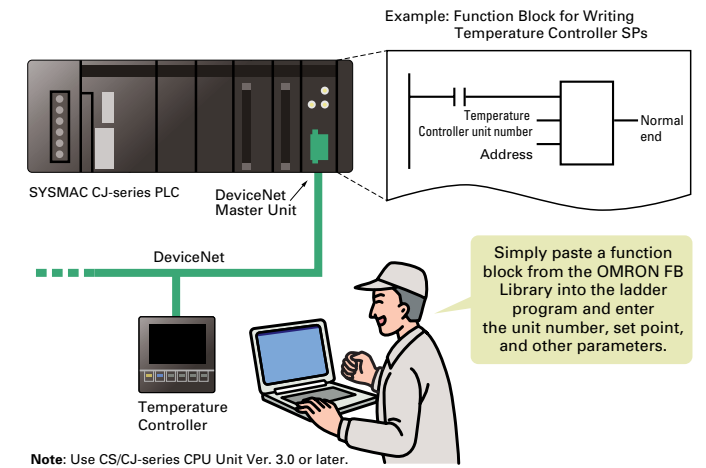 Example: Function Block for Writing
Temperature Controller SPs
Temperature
Controller unit number
Address
Normal
end
SYSMAC CJ-series PLC
DeviceNet
Master Unit
DeviceNet
Simply paste a function
block from the OMRON FB
Library into the ladder
program and enter
the unit number, set point,
and other parameters.
Temperature
Controller
Note: Use CS/CJ-series CPU Unit Ver. 3.0 or later.